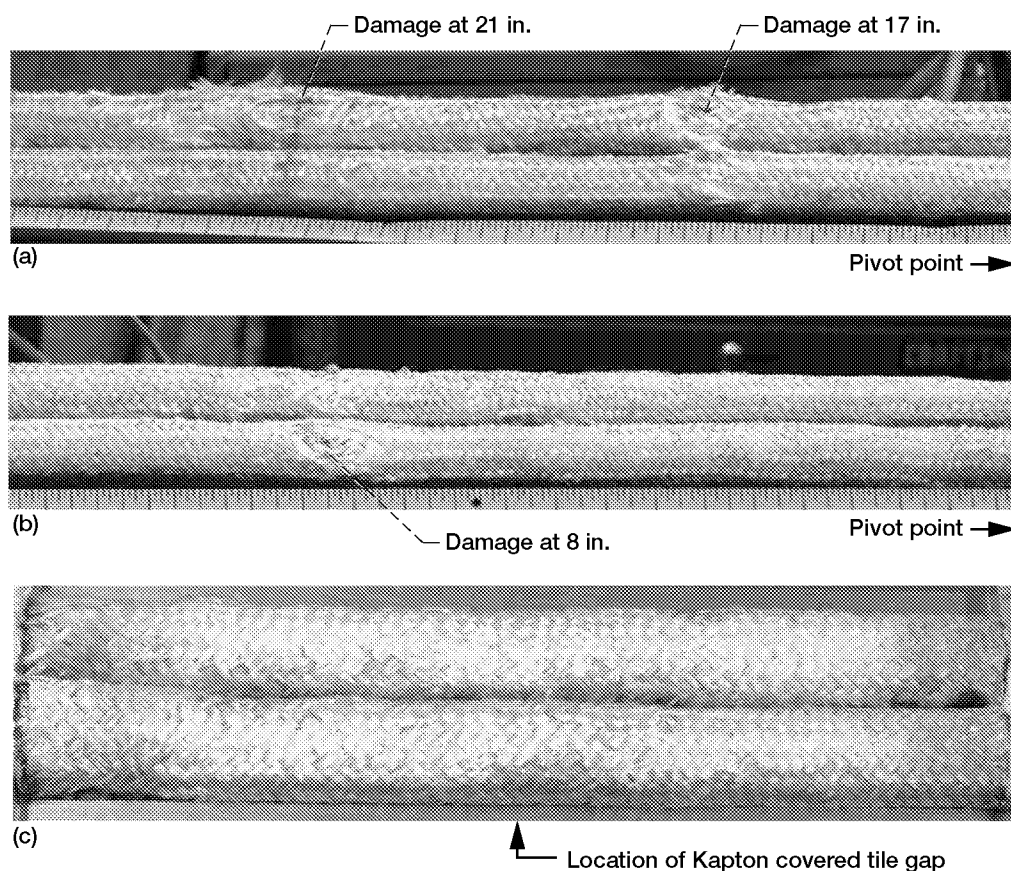 Damage at 21 in.
Damage at 17 in.
(a)
Pivot point
(b)
Pivot point
Damage at 8 in.
(c)
Location of Kapton covered tile gap